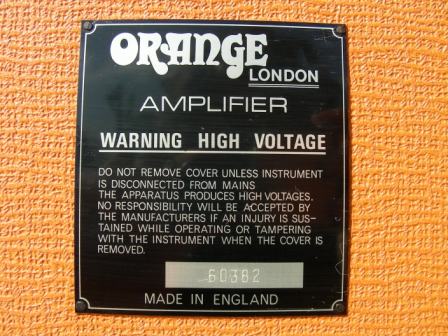 ORANGE
LONDON
AMPLIFIER
WARNING HIGH VOLTAGE
DO NOT REMOVE COVER UNLESS INSTRUMENT
IS DISCONNECTED FROM MAINS
THE APPARATUS PRODUCES HIGH VOLTAGES.
NO RESPONSIBILITY WILL BE ACCEPTED BY
THE MANUFACTURERS IF AN INJURY IS SUS-
TAINED WHILE OPERATING OR TAMPERING
WITH THE INSTRUMENT WHEN THE COVER IS
REMOVED.
60382
MADE IN ENGLAND